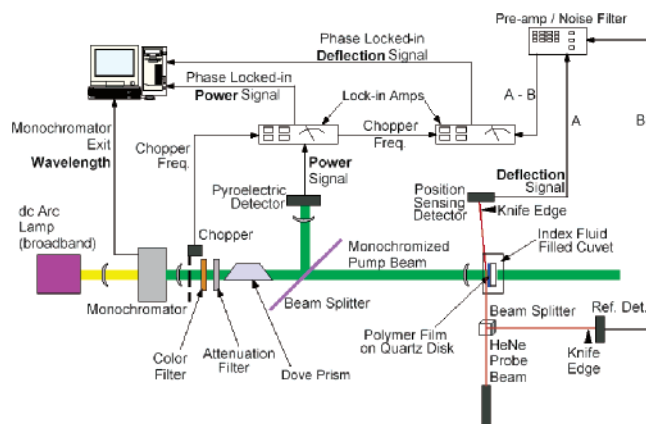 Pre-amp / Noise Filter
Phase Locked-in
Deflection Signal
Phase Locked-in
Power Signal
Lock-in Amps
A - B
A
B
Monochromator
Exit
Wavelength
Chopper
Freq.
Chopper
Freq.
Power
Signal
Deflection
Signal
Position
Sensing
Detector
Knife Edge
Pyroelectric
Detector
dc Arc
Lamp
(broadband)
Chopper
Monochromized
Pump Beam
Index Fluid
Filled Cuvet
Monochromator
Beam Splitter
Beam Splitter
Ref. Det.
Polymer Film
on Quartz Disk
HeNe
Probe
Beam
Knife
Edge
Color
Filter
Attenuation
Filter
Dove Prism